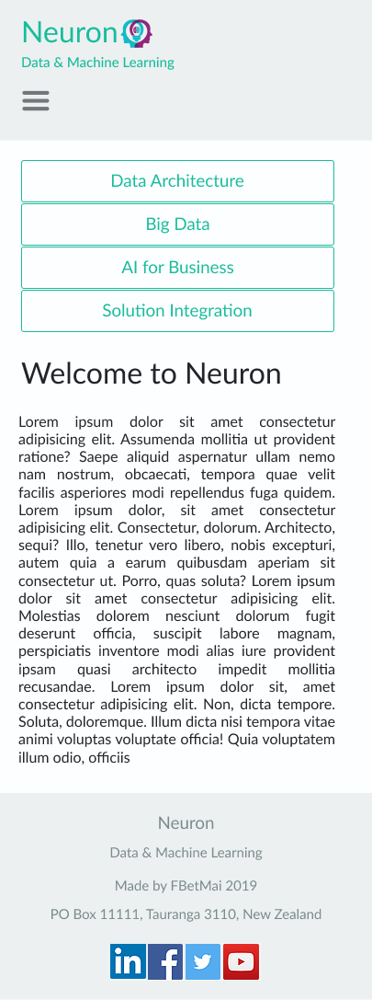 Neuron
Data & Machine Learning
Data Architecture
Big Data
AI for Business
Solution Integration
Welcome to Neuron
Lorem ipsum dolor sit amet consectetur
adipisicing elit. Assumenda mollitia ut provident
ratione? Saepe aliquid aspernatur ullam nemo
nam nostrum, obcaecati, tempora quae velit
facilis asperiores modi repellendus fuga quidem.
Lorem ipsum dolor, sit amet consectetur
adipisicing elit. Consectetur, dolorum. Architecto,
sequi? Illo, tenetur vero libero, nobis excepturi,
autem quia a earum quibusdam aperiam sit
consectetur ut. Porro, quas soluta? Lorem ipsum
dolor sit amet consectetur adipisicing elit.
Molestias dolorem nesciunt dolorum fugit
deserunt officia, suscipit labore magnam,
perspiciatis inventore modi alias iure provident
ipsam quasi architecto impedit mollitia
recusandae. Lorem ipsum dolor sit, amet
consectetur adipisicing elit. Non, dicta tempore.
Soluta, doloremque. Illum dicta nisi tempora vitae
animi voluptas voluptate officia! Quia voluptatem
illum odio, officiis
Neuron
Data & Machine Learning
Made by FBetMai 2019
PO Box 11111, Tauranga 3110, New Zealand
in f